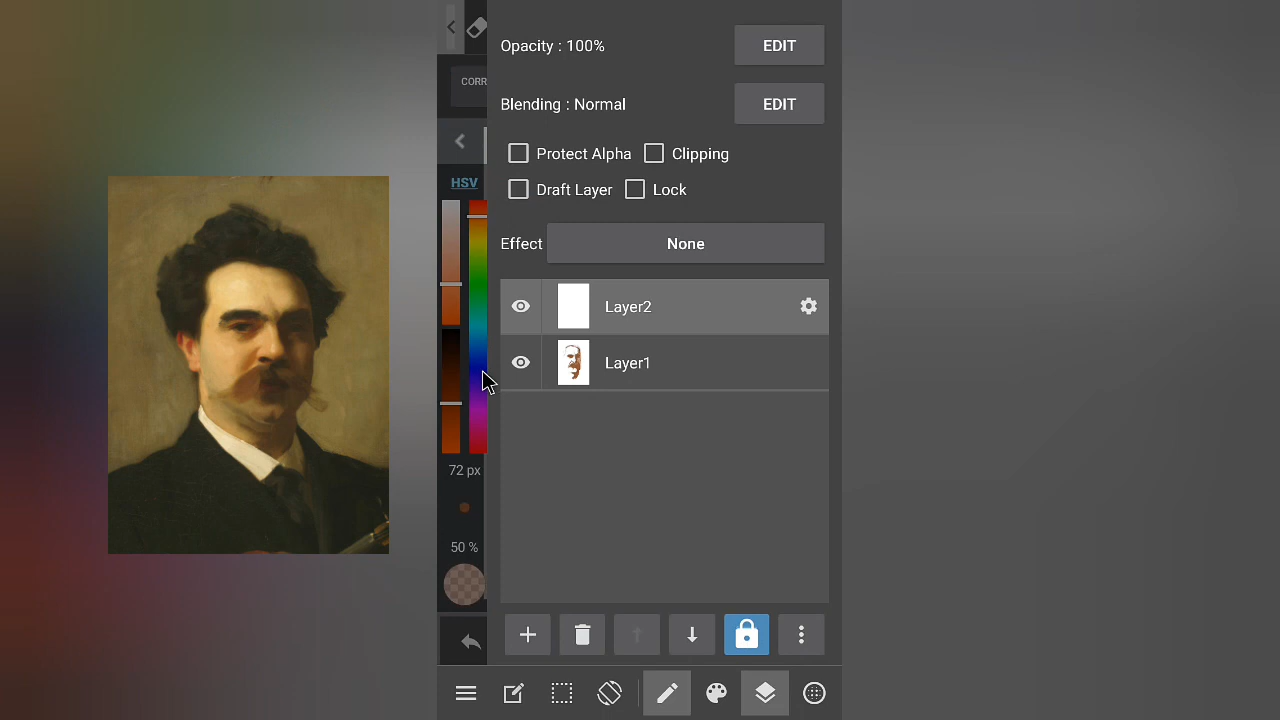 Opacity : 100%
EDIT
CORR
Blending : Normal
EDIT
Protect Alpha
Clipping
HSV
Draft Layer
Lock
Effect
None
Layer2
Layer1
72 px
50 %